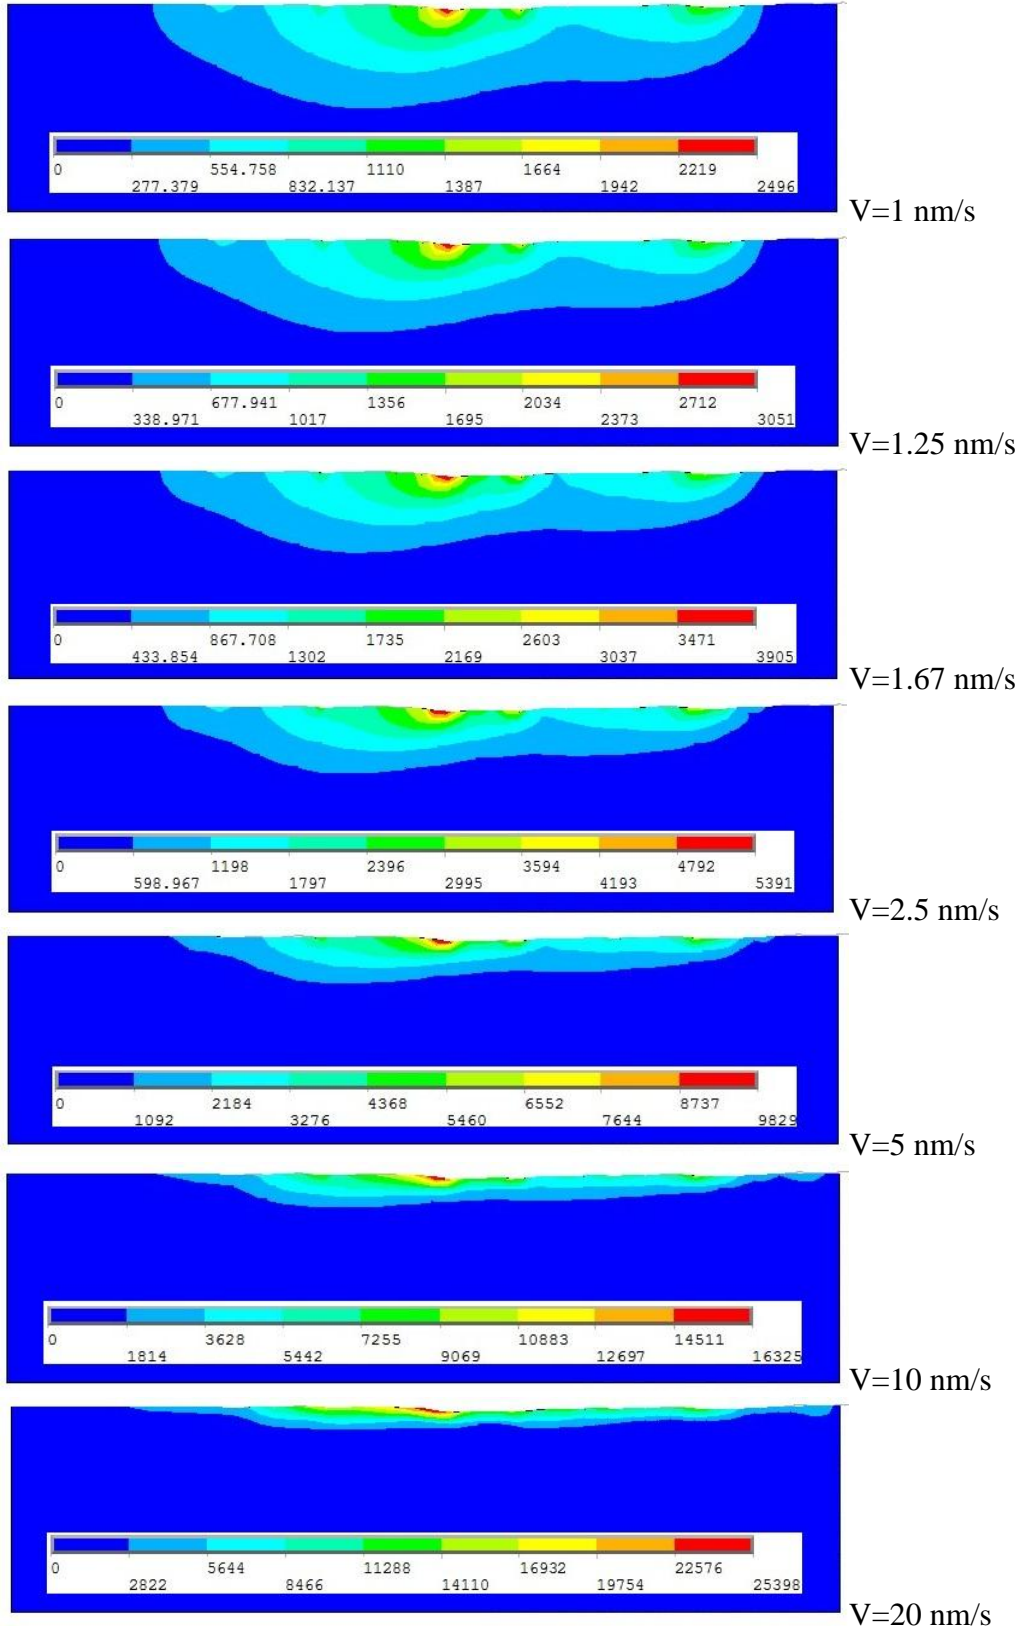 0 554.758 1110 1664 2219
277.379 832.137 1387 1942 2496
V=1 nm/s
0 677.941 1356 2034 2712
338.971 1017 1695 2373 3051
V=1.25 nm/s
0 867.708 1735 2603 3471
433.854 1302 2169 3037 3905
V=1.67 nm/s
0 1198 2396 3594 4792
598.967 1797 2995 4193 5391
V=2.5 nm/s
0 2184 4368 6552 8737
1092 3276 5460 7644 9829
V=5 nm/s
0 3628 7255 10883 14511
1814 5442 9069 12697 16325
V=10 nm/s
0 5644 11288 16932 22576
2822 8466 14110 19754 25398
V=20 nm/s